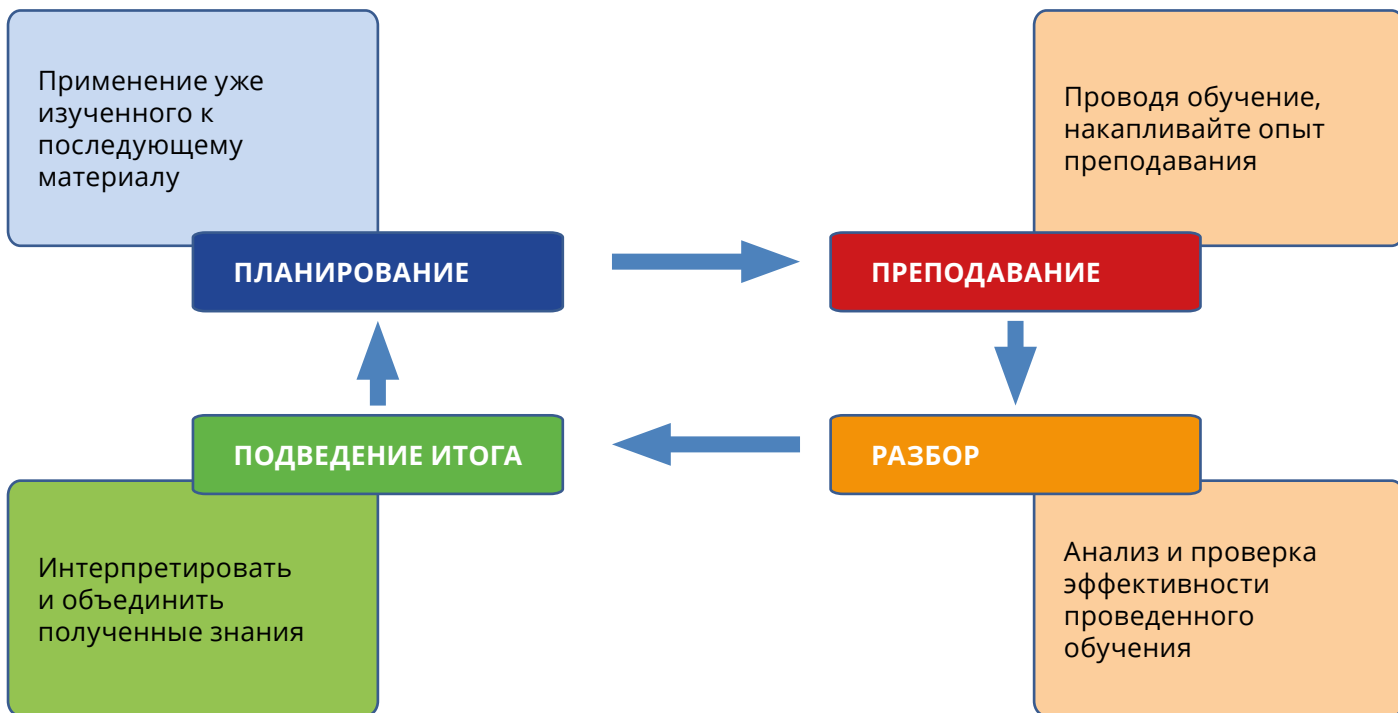 Применение уже
изученного к
последующему
материалу
ПЛАНИРОВАНИЕ
Проводя обучение,
накапливайте опыт
преподавания
ПРЕПОДАВАНИЕ
РАЗБОР
Анализ и проверка
эффективности
проведенного
обучения
ПОДВЕДЕНИЕ ИТОГА
Интерпретировать
и объединить
полученные знания